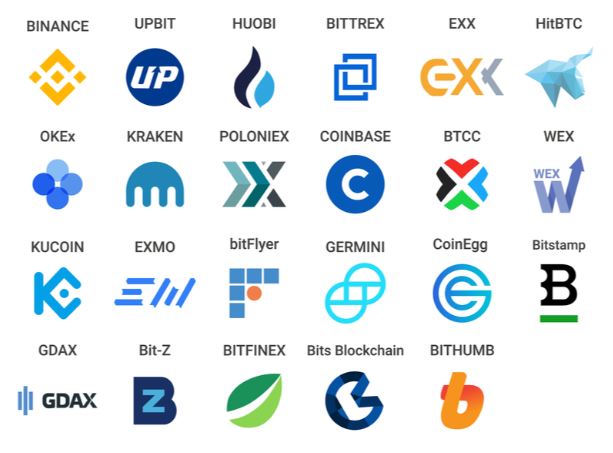 BINANCE UPBIT HUOBI BITTREX EXX HitBTC
UP EXX
OKEx KRAKEN POLONIEX COINBASE BTCC WEX
C WEX
W
KUCOIN EXMO bitFlyer GERMINI CoinEgg Bitstamp
B
GDAX Bit-Z BITFINEX Bits Blockchain BITHUMB
GDAX B Z b